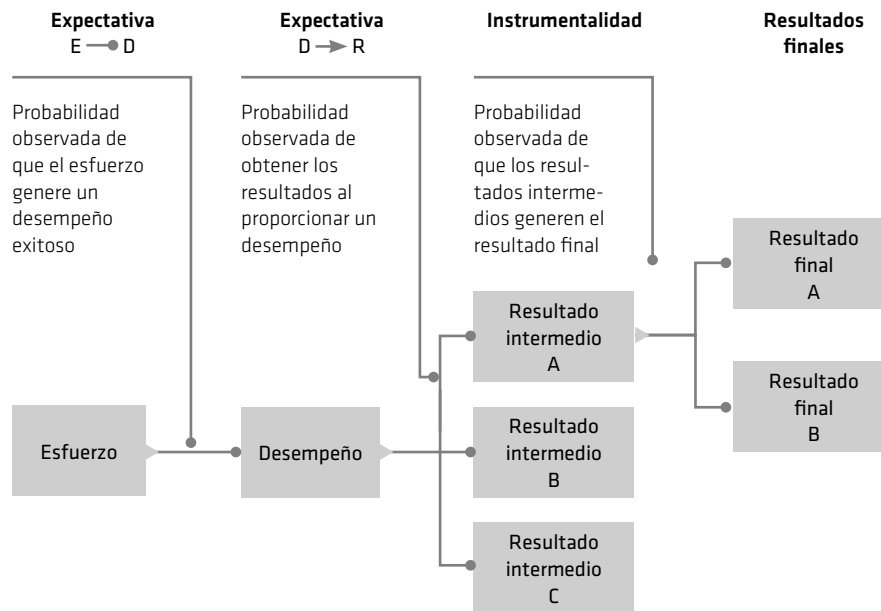 Expectativa
E D
Probabilidad
observada de
que el esfuerzo
genere un
desempeño
exitoso
Expectativa
D R
Probabilidad
observada de
obtener los
resultados al
proporcionar un
desempeño
Instrumentalidad
Probabilidad
observada de
que los resul-
tados interme-
dios generen el
resultado final
Resultados
finales
Esfuerzo
Desempeño
Resultado
intermedio
A
Resultado
intermedio
B
Resultado
intermedio
C
Resultado
final
A
Resultado
final
B